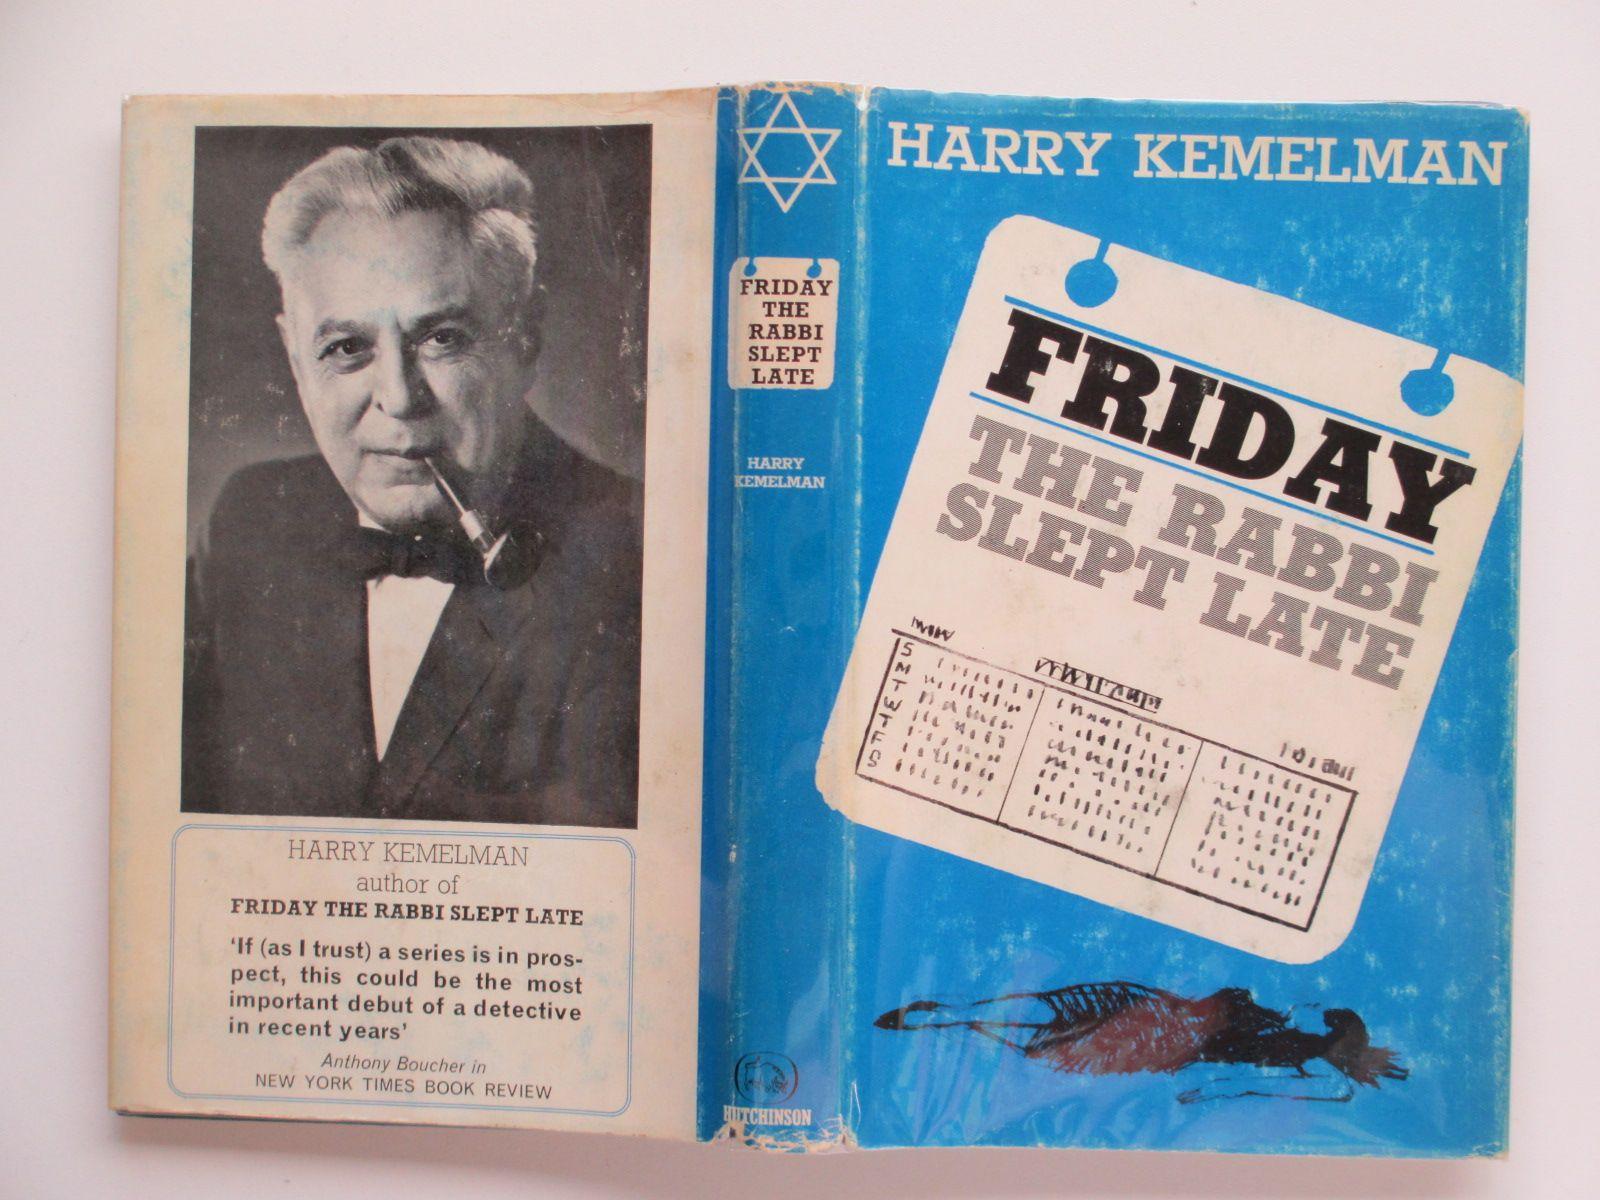 HARRY KEMELMAN
author of
FRIDAY THE RABBI SLEPT LATE
‘If (as I trust) a series is in pros-
pect, this could be the most
important debut of a detective
in recent years’
Anthony Boucher in
NEW YORK TIMES BOOK REVIEW
FRIDAY
THE
RABBI
SLEPT
LATE
HARRY
KEMELMAN
HUTCHINSON
HARRY KEMELMAN
FRIDAY
THE RABBI
SLEPT LATE
S
M
T
W
T
F
S